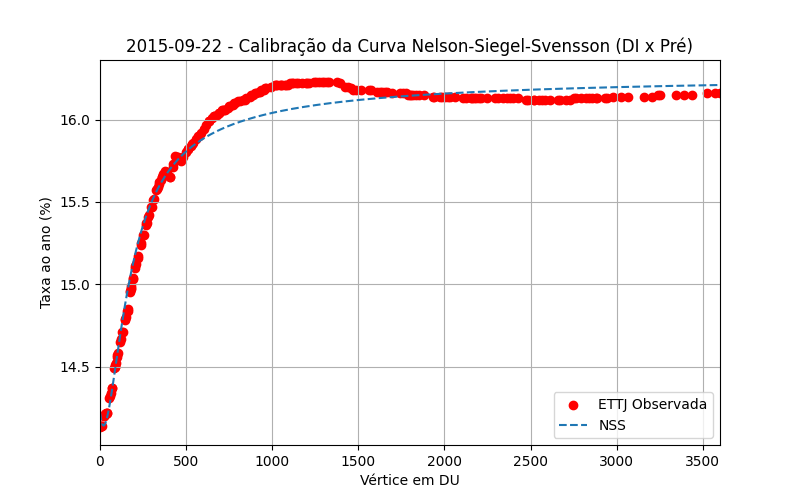 2015-09-22 - Calibração da Curva Nelson-Siegel-Svensson (DI x Pré)
Taxa ao ano (%)
16.0
15.5
15.0
14.5
ETTJ Observada
NSS
0 500 1000 1500 2000 2500 3000 3500
Vértice em DU